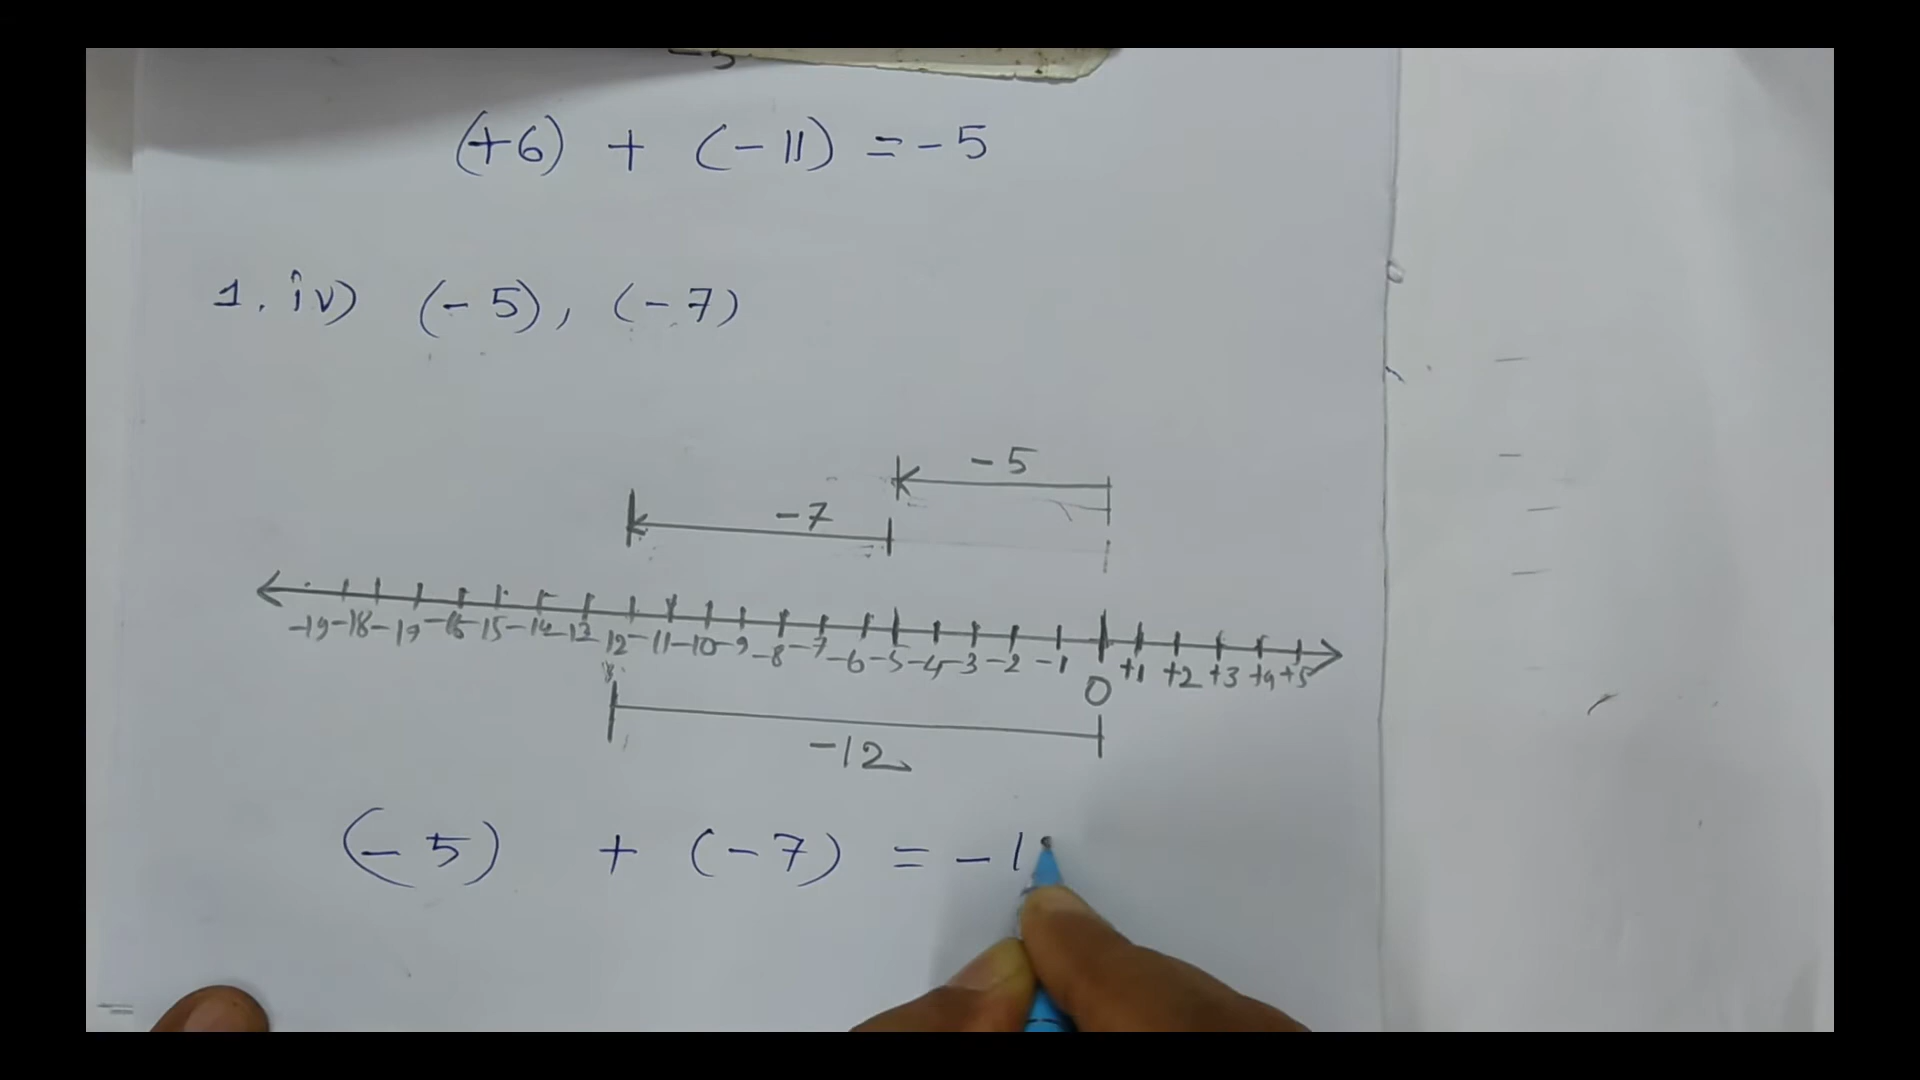 (+6) + (-11) = -5
1. iv) (-5), (-7)
-5
-7
-19 -18 -19 -16 -15 -14 -13 12 -11 -10 -9 -8 -7 -6 -5 -4 -3 -2 -1 0 +1 +2 +3 +4 +5
-12
(-5) + (-7) = -1